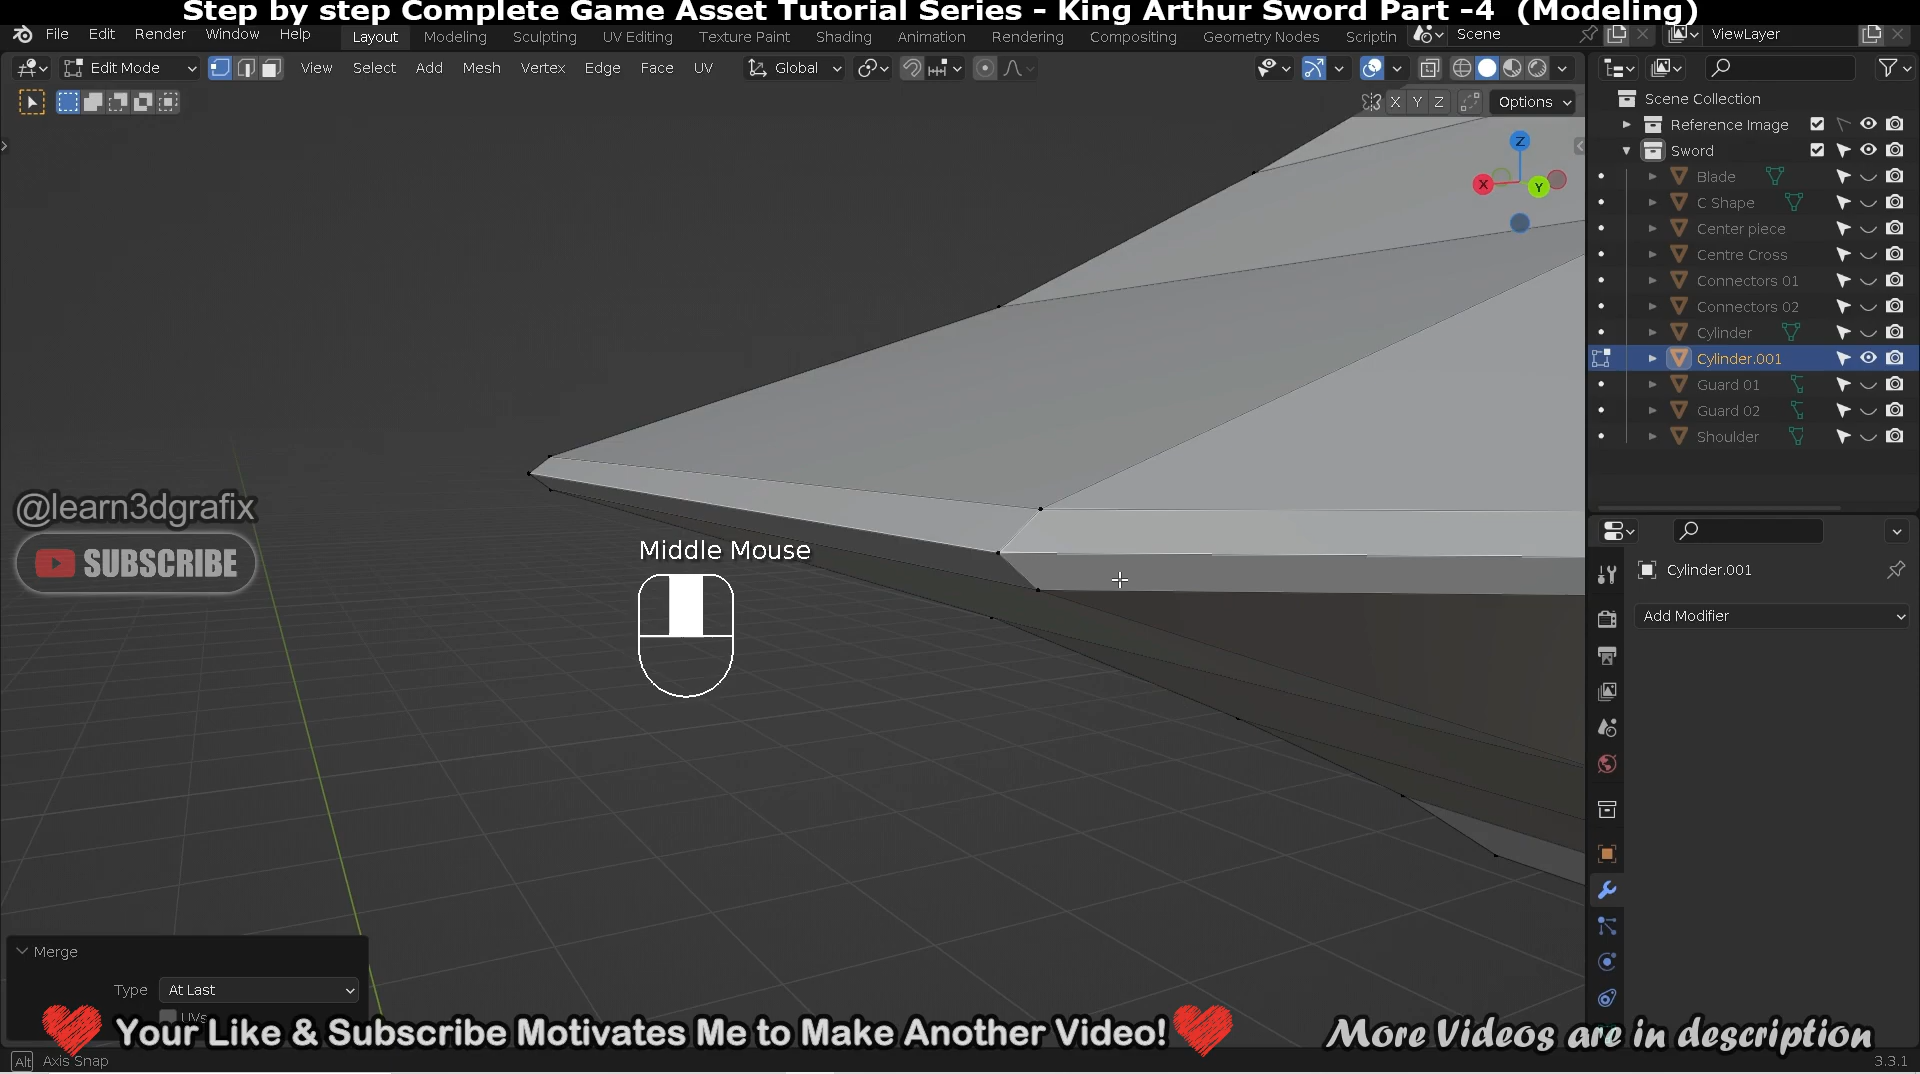 Step by step Complete Game Asset Tutorial Series - King Arthur Sword Part -4 (Modeling)
File Edit Render Window Help Layout Modeling Sculpting UV Editing Texture Paint Shading Animation Rendering Compositing Geometry Nodes Scriptin Scene ViewLayer
Edit Mode View Select Add Mesh Vertex Edge Face UV Global
X Y Z Options
Scene Collection
Reference Image
Sword
Blade
C Shape
Center piece
Centre Cross
Connectors 01
Connectors 02
Cylinder
Cylinder.001
Guard 01
Guard 02
Shoulder
Z
X
Y
@learn3dgrafix
SUBSCRIBE
Middle Mouse
Cylinder.001
Add Modifier
Merge
Type At Last
UVs
Your Like & Subscribe Motivates Me to Make Another Video!
More Videos are in description
Alt Axis Snap
3.3.1